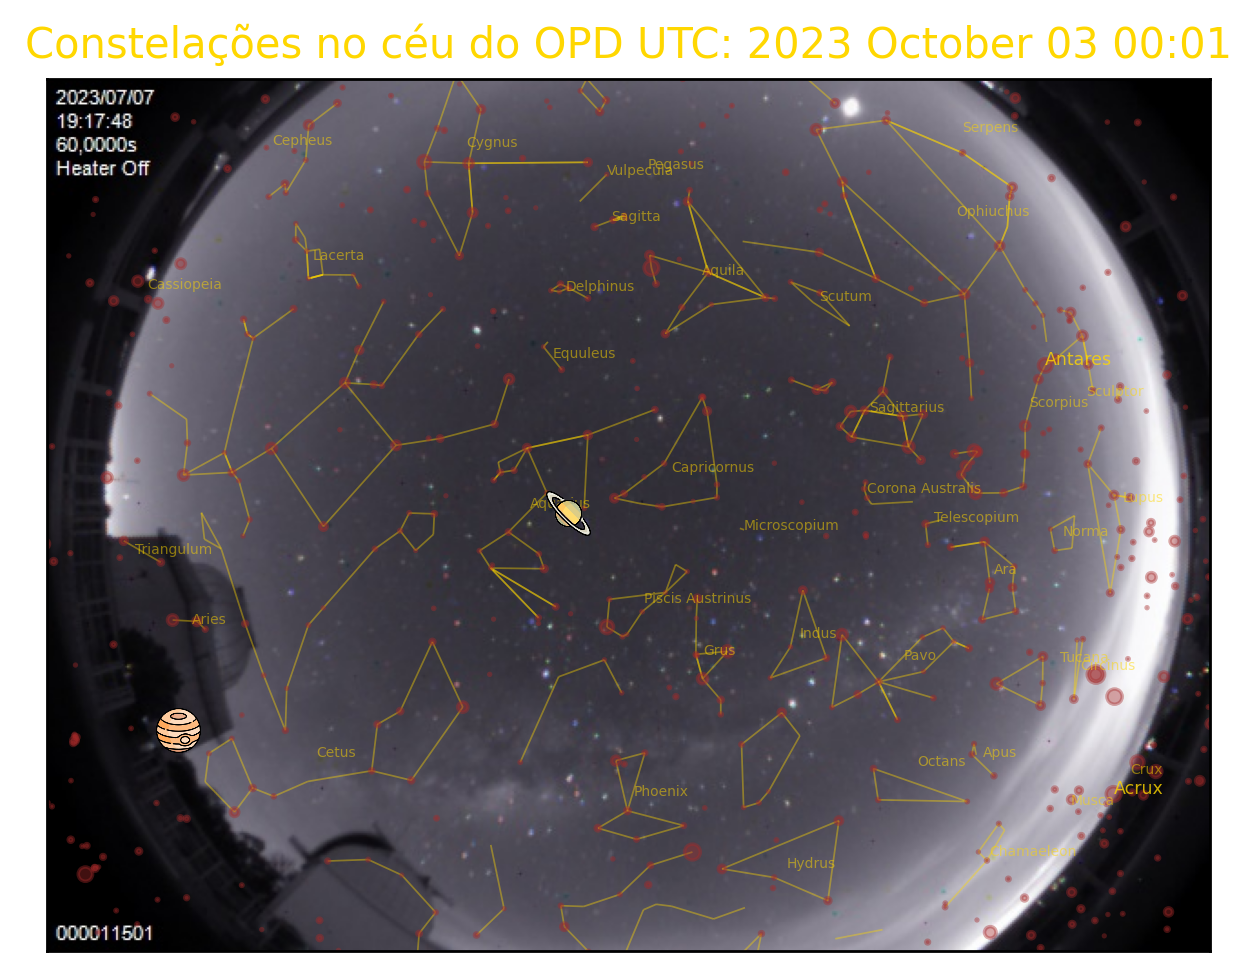 Constelações no céu do OPD UTC: 2023 October 03 00:01
2023/07/07
19:17:48
60,0000s
Heater Off
Cepheus
Cygnus
Serpens
Vulpecula
Pegasus
Sagitta
Ophiuchus
Lacerta
Cassiopeia
Delphinus
Aquila
Scutum
Equuleus
Antares
Sculptor
Scorpius
Sagittarius
Capricornus
Corona Australis
Lupus
Aquarius
Microscopium
Telescopium
Norma
Triangulum
Ara
Piscis Austrinus
Aries
Indus
Grus
Pavo
Tucana
Circinus
Cetus
Octans
Apus
Crux
Acrux
Phoenix
Musca
Hydrus
Chamaeleon
000011501